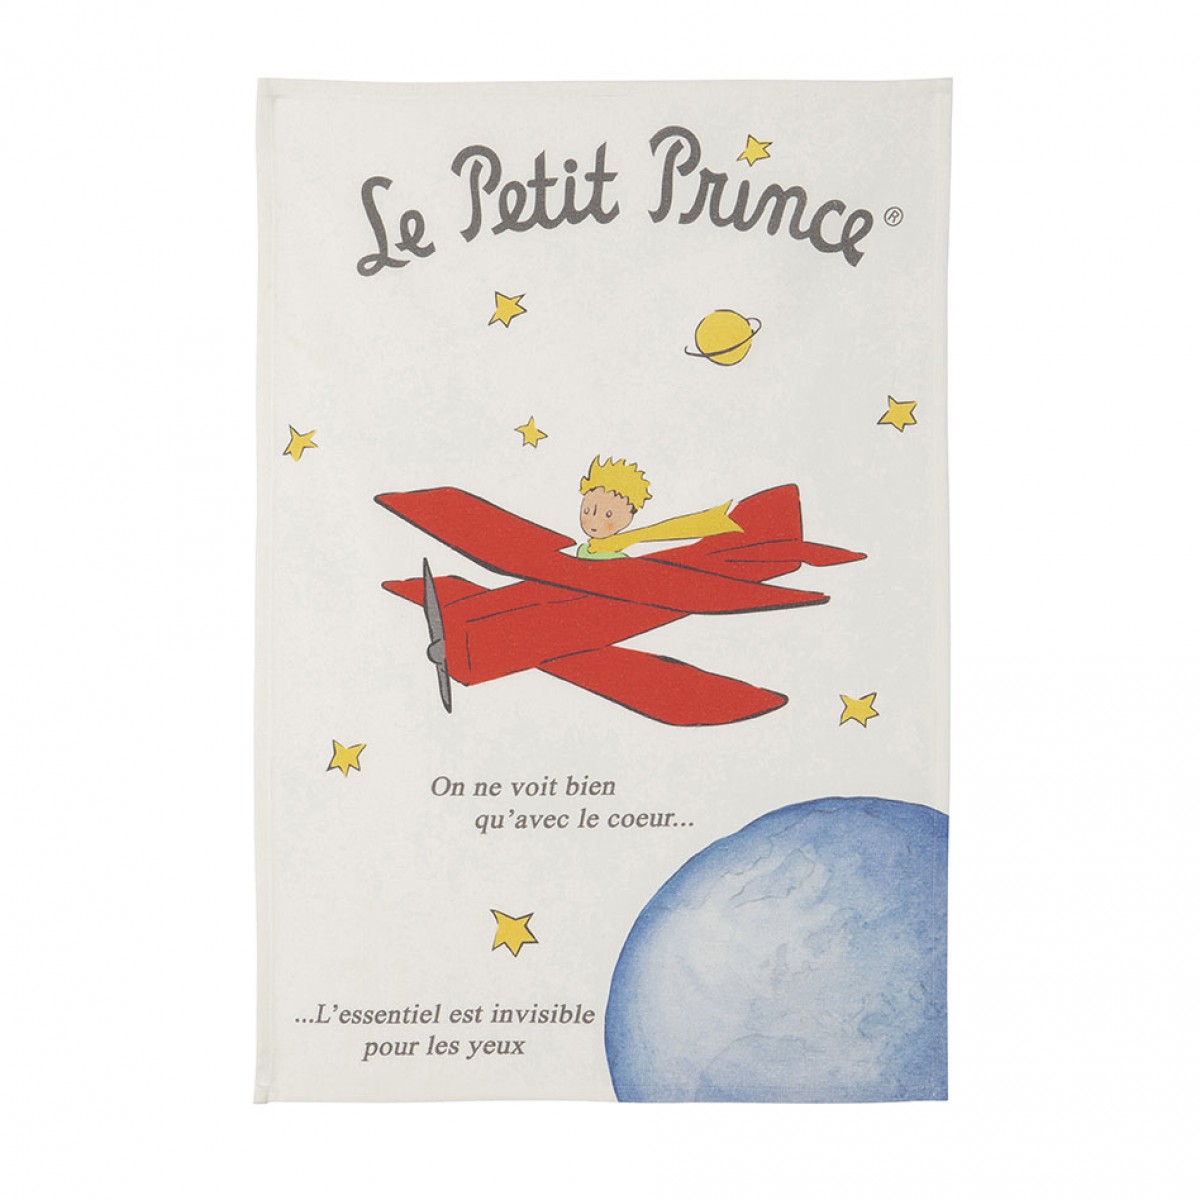 Le Petit Prince®
On ne voit bien
qu'avec le coeur...
...L'essentiel est invisible
pour les yeux